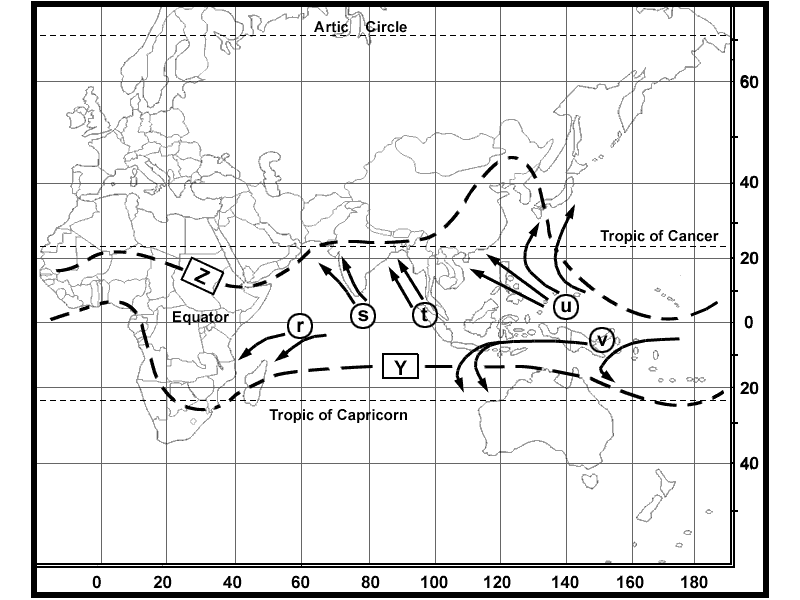 Artic Circle
60
40
Tropic of Cancer
20
Z
Equator
r
s
t
u
v
0
Y
20
Tropic of Capricorn
40
0 20 40 60 80 100 120 140 160 180